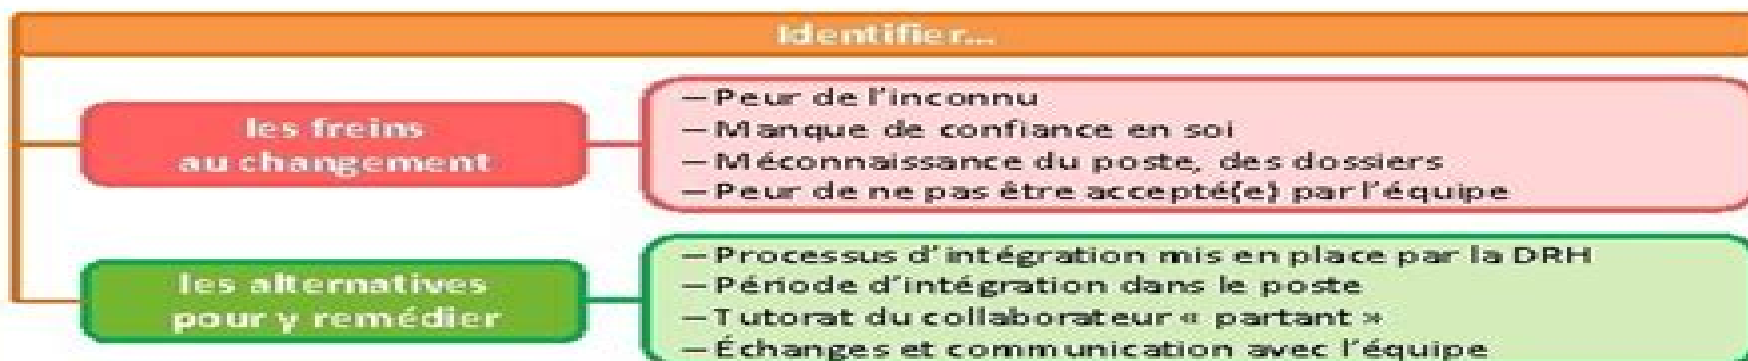 Identifier...
les freins
au changement
— Peur de l'inconnu
— Manque de confiance en soi
— Méconnaissance du poste, des dossiers
— Peur de ne pas être accepté(e) par l'équipe
les alternatives
pour y remédier
— Processus d'intégration mis en place par la DRH
— Période d'intégration dans le poste
— Tutorat du collaborateur « partant »
— Échanges et communication avec l'équipe